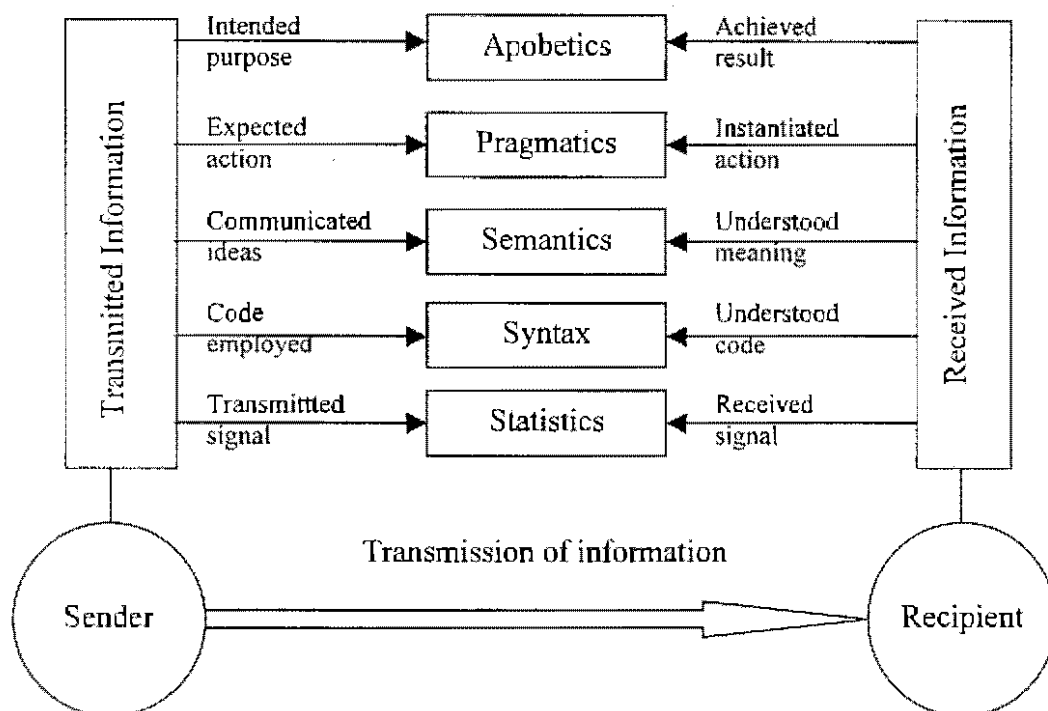 Intended
purpose
Apobetics
Achieved
result
Expected
action
Pragmatics
Instantiated
action
Communicated
ideas
Semantics
Understood
meaning
Code
employed
Syntax
Understood
code
Transmittted
signal
Statistics
Received
signal
Transmitted Information
Received Information
Transmission of information
Sender
Recipient